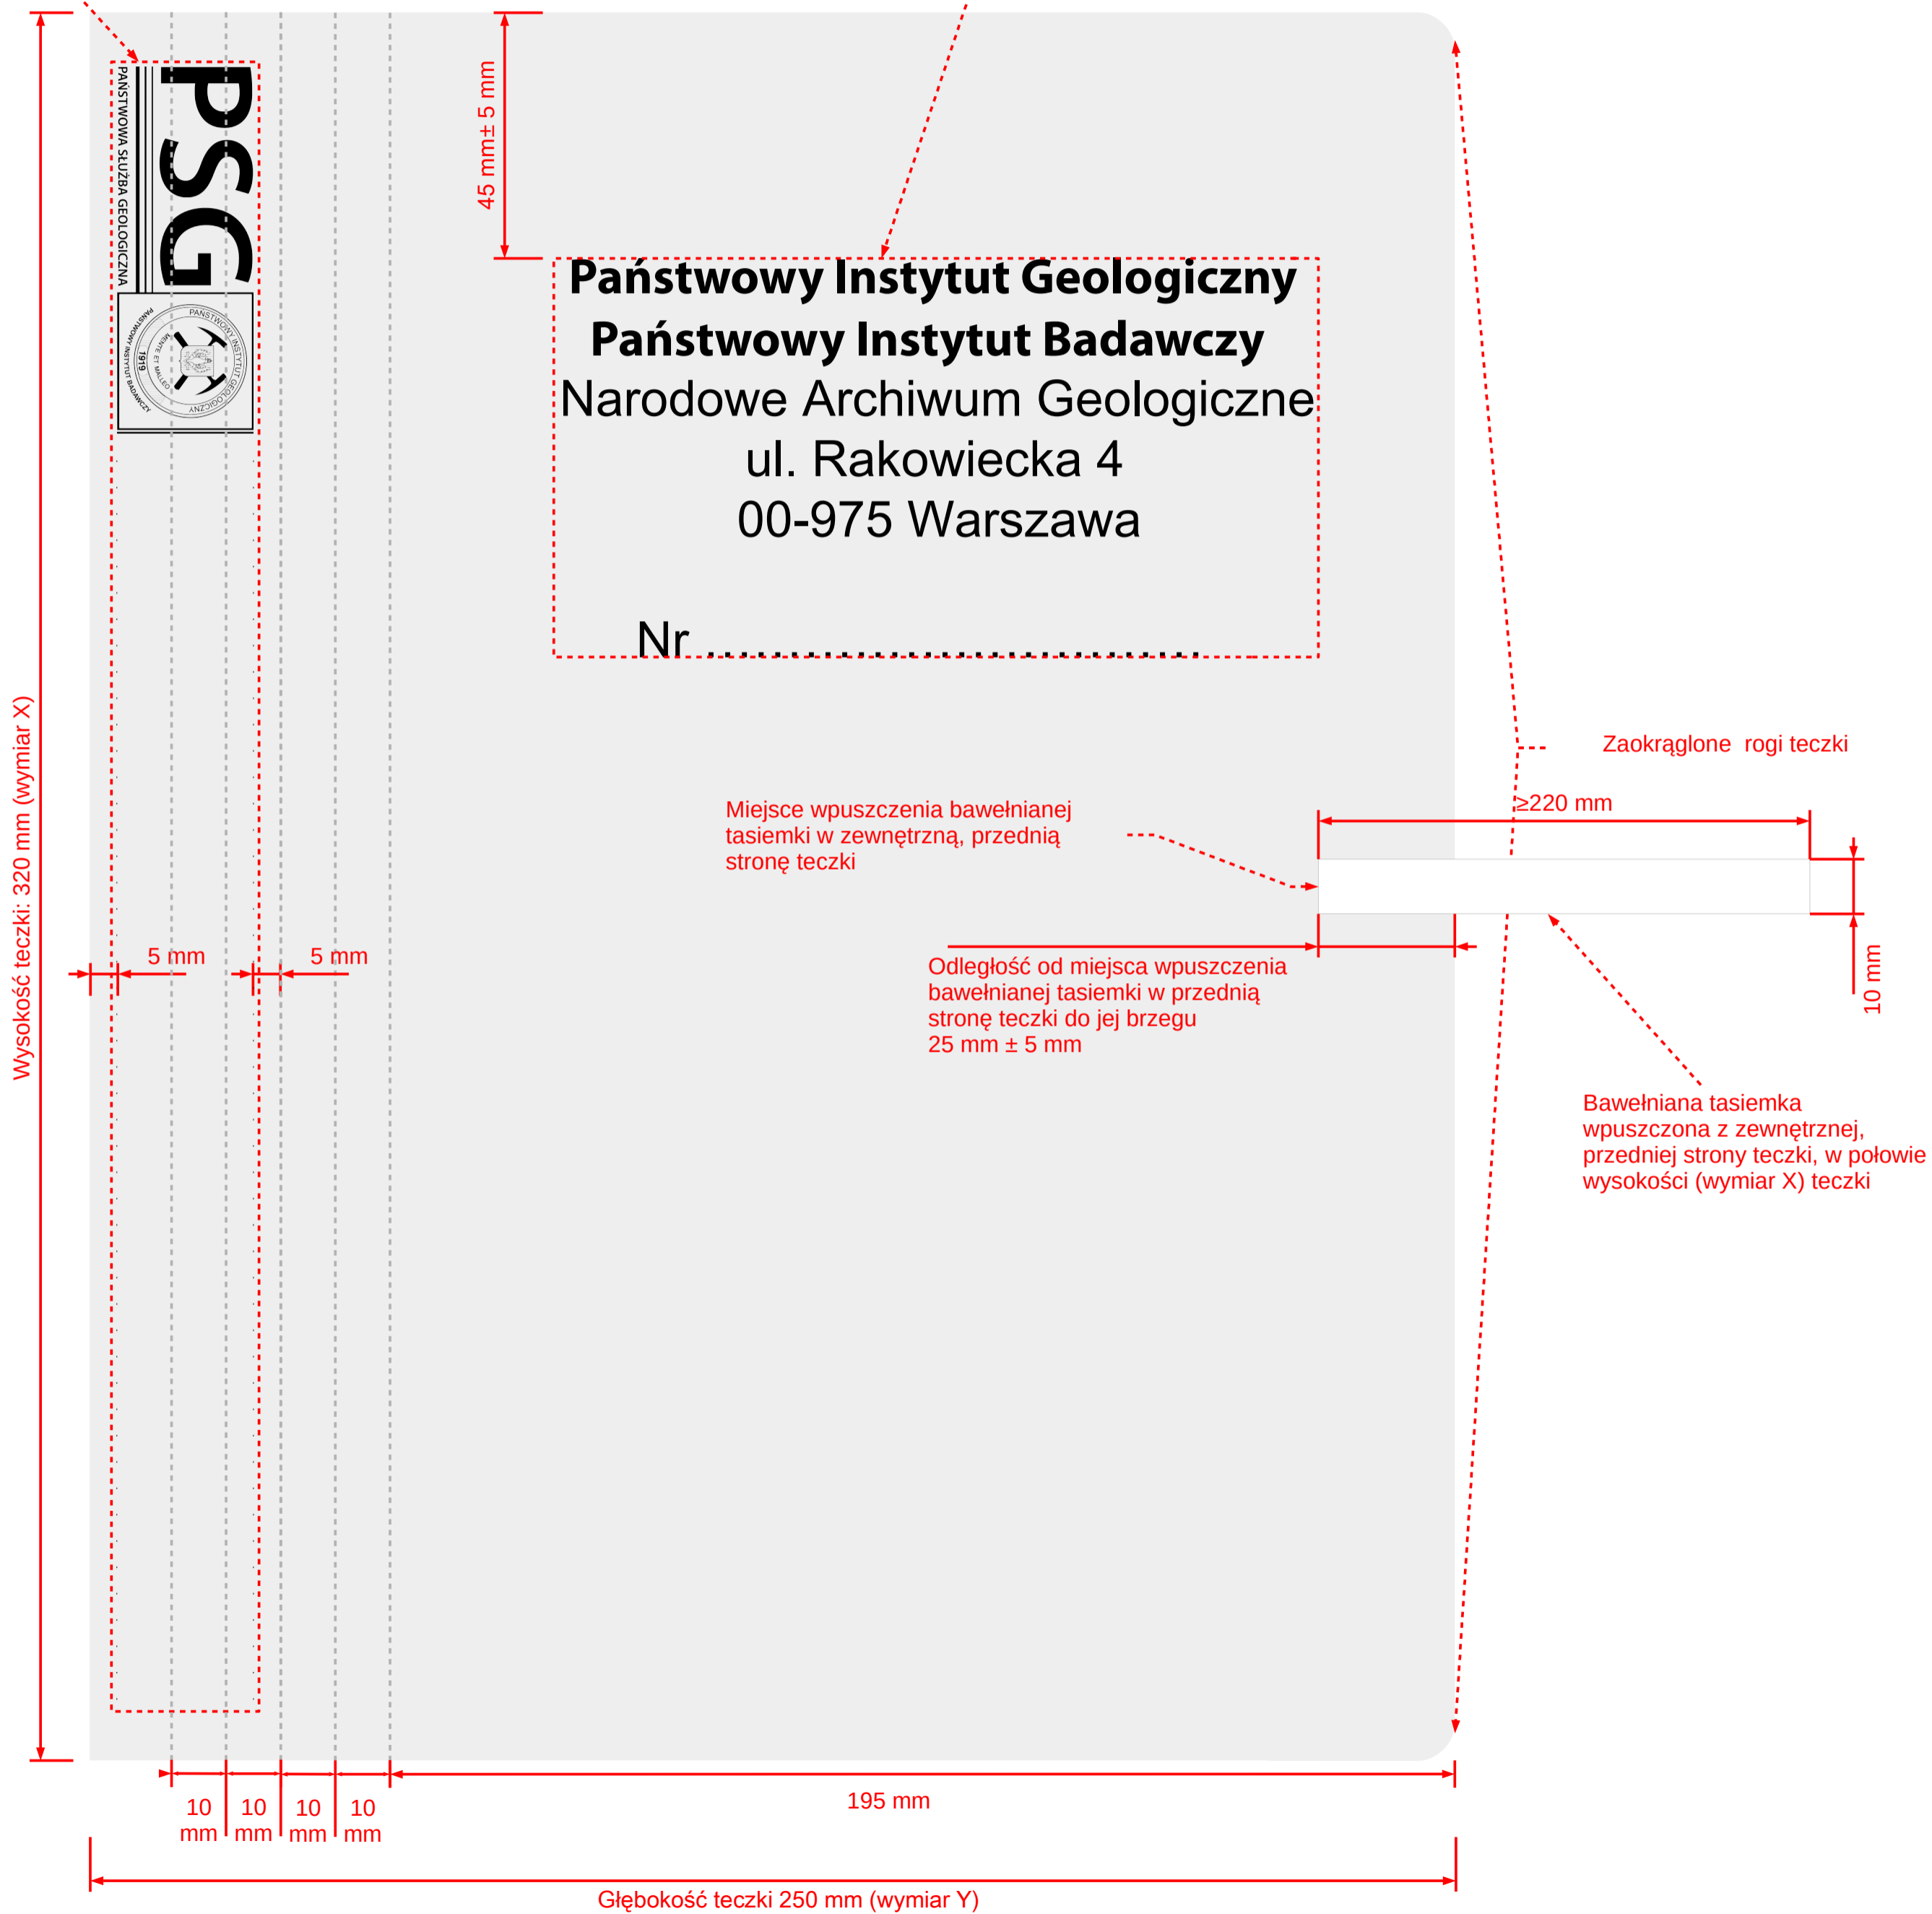 45 mm± 5 mm
PSG
PAŃSTWOWA SŁUŻBA GEOLOGICZNA
PAŃSTWOWY INSTYTUT GEOLOGICZNY
MENTE ET MALLEO
1919
PAŃSTWOWY INSTYTUT BADAWCZY
Państwowy Instytut Geologiczny
Państwowy Instytut Badawczy
Narodowe Archiwum Geologiczne
ul. Rakowiecka 4
00-975 Warszawa
Nr ..............................
Wysokość teczki: 320 mm (wymiar X)
Zaokrąglone  rogi teczki
≥220 mm
Miejsce wpuszczenia bawełnianej
tasiemki w zewnętrzną, przednią
stronę teczki
5 mm
5 mm
Odległość od miejsca wpuszczenia
bawełnianej tasiemki w przednią
stronę teczki do jej brzegu
25 mm ± 5 mm
10 mm
Bawełniana tasiemka
wpuszczona z zewnętrznej,
przedniej strony teczki, w połowie
wysokości (wymiar X) teczki
10
mm
10
mm
10
mm
10
mm
195 mm
Głębokość teczki 250 mm (wymiar Y)